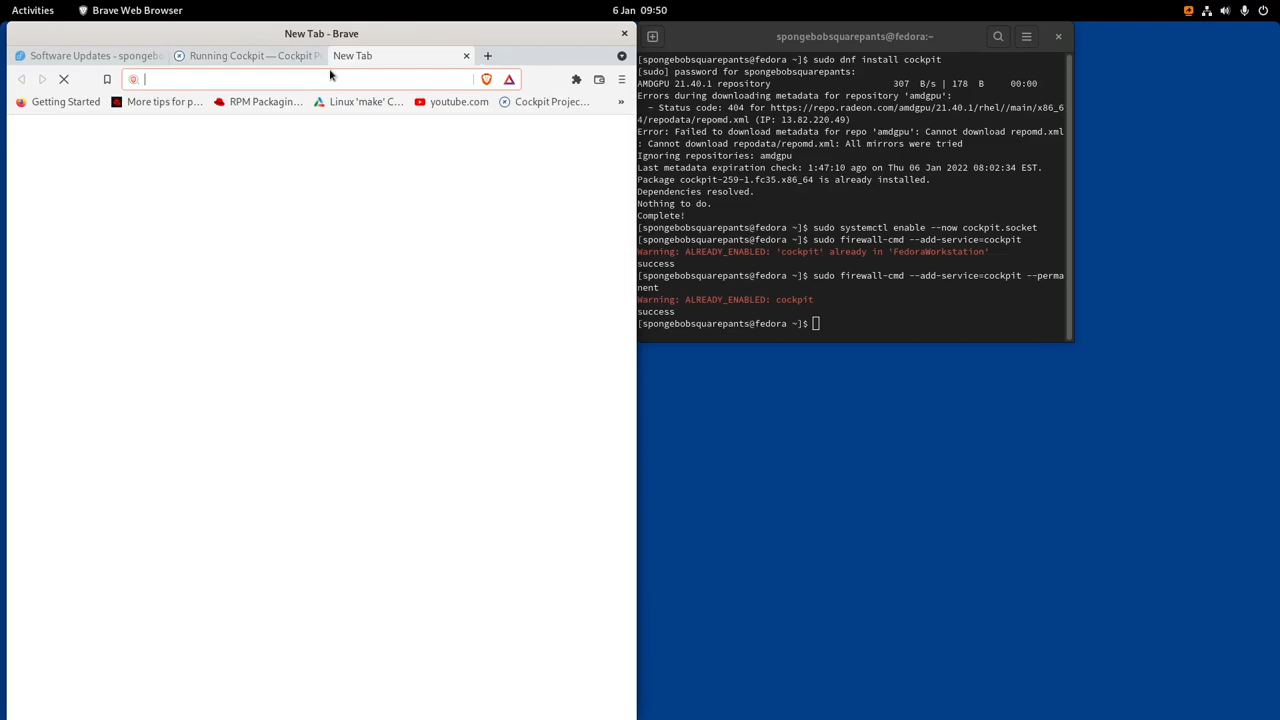 Activities
Brave Web Browser
6 Jan 09:50
New Tab - Brave
Software Updates - spongebo
Running Cockpit — Cockpit P
New Tab
Getting Started
More tips for p…
RPM Packagin…
Linux 'make' C…
youtube.com
Cockpit Projec…
»
spongebobsquarepants@fedora:~
[spongebobsquarepants@fedora ~]$ sudo dnf install cockpit
[sudo] password for spongebobsquarepants:
AMDGPU 21.40.1 repository 307 B/s | 178 B 00:00
Errors during downloading metadata for repository 'amdgpu':
- Status code: 404 for https://repo.radeon.com/amdgpu/21.40.1/rhel//main/x86_6
4/repodata/repomd.xml (IP: 13.82.220.49)
Error: Failed to download metadata for repo 'amdgpu': Cannot download repomd.xml
: Cannot download repodata/repomd.xml: All mirrors were tried
Ignoring repositories: amdgpu
Last metadata expiration check: 1:47:10 ago on Thu 06 Jan 2022 08:02:34 EST.
Package cockpit-259-1.fc35.x86_64 is already installed.
Dependencies resolved.
Nothing to do.
Complete!
[spongebobsquarepants@fedora ~]$ sudo systemctl enable --now cockpit.socket
[spongebobsquarepants@fedora ~]$ sudo firewall-cmd --add-service=cockpit
Warning: ALREADY_ENABLED: 'cockpit' already in 'FedoraWorkstation'
success
[spongebobsquarepants@fedora ~]$ sudo firewall-cmd --add-service=cockpit --perma
nent
Warning: ALREADY_ENABLED: cockpit
success
[spongebobsquarepants@fedora ~]$